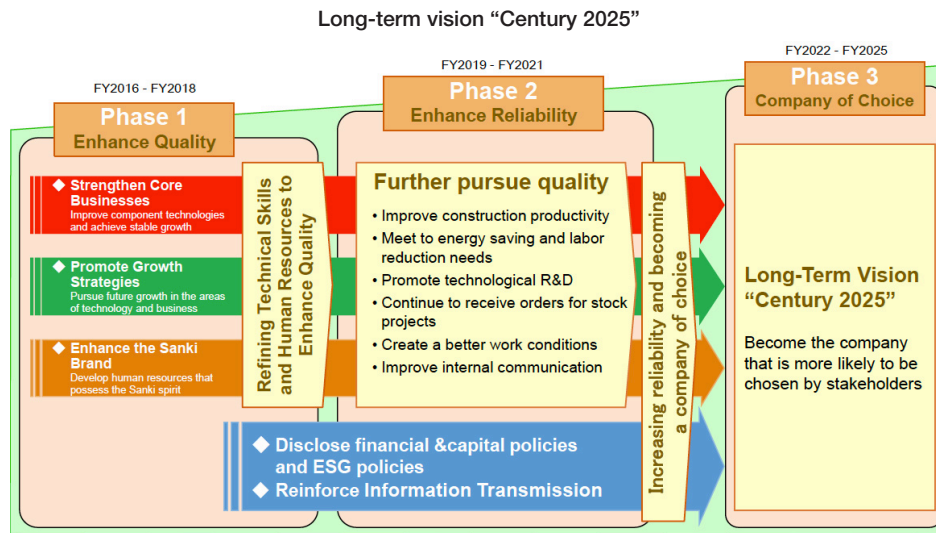 Long-term vision “Century 2025”
FY2016 - FY2018
Phase 1
Enhance Quality
FY2019 - FY2021
Phase 2
Enhance Reliability
FY2022 - FY2025
Phase 3
Company of Choice
◆ Strengthen Core
Businesses
Improve component technologies
and achieve stable growth
◆ Promote Growth
Strategies
Pursue future growth in the areas
of technology and business
◆ Enhance the Sanki
Brand
Develop human resources that
possess the Sanki spirit
Refining Technical Skills
and Human Resources to
Enhance Quality
Further pursue quality
• Improve construction productivity
• Meet to energy saving and labor
reduction needs
• Promote technological R&D
• Continue to receive orders for stock
projects
• Create a better work conditions
• Improve internal communication
◆ Disclose financial &capital policies
and ESG policies
◆ Reinforce Information Transmission
Increasing reliability and becoming
a company of choice
Long-Term Vision
“Century 2025”
Become the company
that is more likely to be
chosen by stakeholders